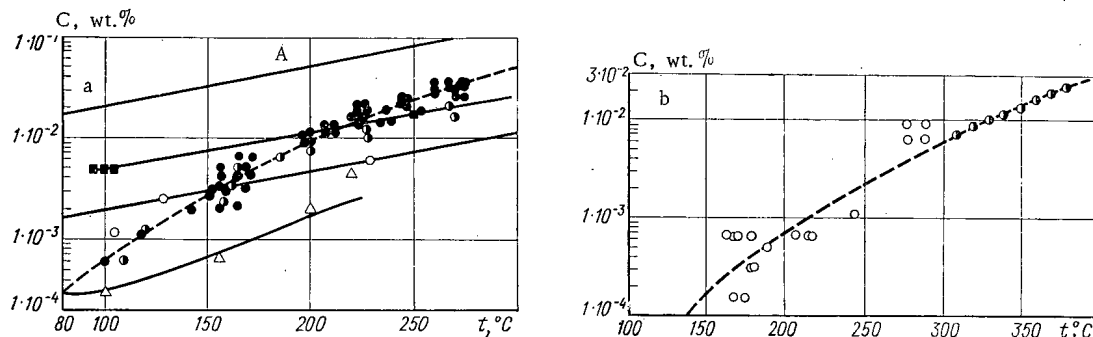 C, wt.%
1·10⁻¹
a
A
1·10⁻²
1·10⁻³
1·10⁻⁴
80 100 150 200 250 t, °C
C, wt.%
3·10⁻²
b
1·10⁻²
1·10⁻³
1·10⁻⁴
100 150 200 250 300 350 t, °C